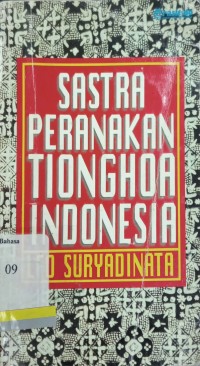 SASTRA
PERANAKAN
TIONGHOA
INDONESIA
SURYADINATA
Bahasa
09